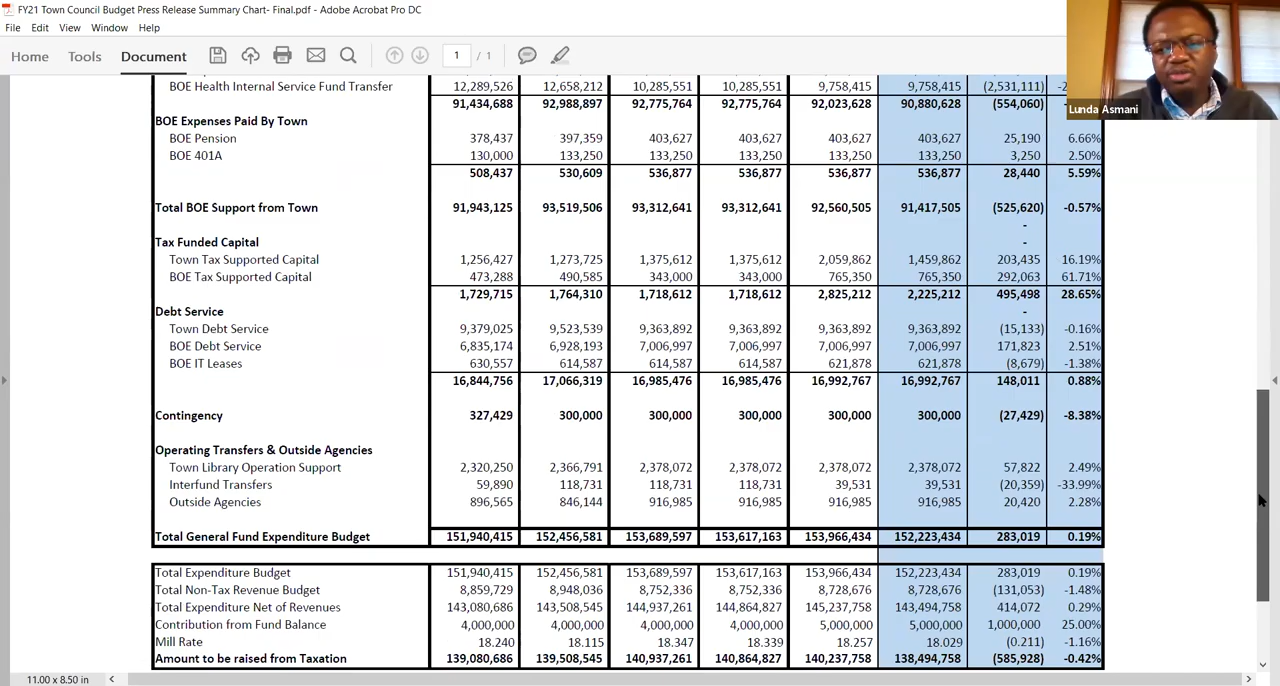 FY21 Town Council Budget Press Release Summary Chart- Final.pdf - Adobe Acrobat Pro DC
File Edit View Window Help
Home Tools Document 1 / 1
Lunda Asmani
BOE Health Internal Service Fund Transfer 12,289,526 12,658,212 10,285,551 10,285,551 9,758,415 9,758,415 (2,531,111)
91,434,688 92,988,897 92,775,764 92,775,764 92,023,628 90,880,628 (554,060)
BOE Expenses Paid By Town
BOE Pension 378,437 397,359 403,627 403,627 403,627 403,627 25,190 6.66%
BOE 401A 130,000 133,250 133,250 133,250 133,250 133,250 3,250 2.50%
508,437 530,609 536,877 536,877 536,877 536,877 28,440 5.59%
Total BOE Support from Town 91,943,125 93,519,506 93,312,641 93,312,641 92,560,505 91,417,505 (525,620) -0.57%
-
Tax Funded Capital -
Town Tax Supported Capital 1,256,427 1,273,725 1,375,612 1,375,612 2,059,862 1,459,862 203,435 16.19%
BOE Tax Supported Capital 473,288 490,585 343,000 343,000 765,350 765,350 292,063 61.71%
1,729,715 1,764,310 1,718,612 1,718,612 2,825,212 2,225,212 495,498 28.65%
Debt Service -
Town Debt Service 9,379,025 9,523,539 9,363,892 9,363,892 9,363,892 9,363,892 (15,133) -0.16%
BOE Debt Service 6,835,174 6,928,193 7,006,997 7,006,997 7,006,997 7,006,997 171,823 2.51%
BOE IT Leases 630,557 614,587 614,587 614,587 621,878 621,878 (8,679) -1.38%
16,844,756 17,066,319 16,985,476 16,985,476 16,992,767 16,992,767 148,011 0.88%
Contingency 327,429 300,000 300,000 300,000 300,000 300,000 (27,429) -8.38%
Operating Transfers & Outside Agencies
Town Library Operation Support 2,320,250 2,366,791 2,378,072 2,378,072 2,378,072 2,378,072 57,822 2.49%
Interfund Transfers 59,890 118,731 118,731 118,731 39,531 39,531 (20,359) -33.99%
Outside Agencies 896,565 846,144 916,985 916,985 916,985 916,985 20,420 2.28%
Total General Fund Expenditure Budget 151,940,415 152,456,581 153,689,597 153,617,163 153,966,434 152,223,434 283,019 0.19%
Total Expenditure Budget 151,940,415 152,456,581 153,689,597 153,617,163 153,966,434 152,223,434 283,019 0.19%
Total Non-Tax Revenue Budget 8,859,729 8,948,036 8,752,336 8,752,336 8,728,676 8,728,676 (131,053) -1.48%
Total Expenditure Net of Revenues 143,080,686 143,508,545 144,937,261 144,864,827 145,237,758 143,494,758 414,072 0.29%
Contribution from Fund Balance 4,000,000 4,000,000 4,000,000 4,000,000 5,000,000 5,000,000 1,000,000 25.00%
Mill Rate 18.240 18.115 18.347 18.339 18.257 18.029 (0.211) -1.16%
Amount to be raised from Taxation 139,080,686 139,508,545 140,937,261 140,864,827 140,237,758 138,494,758 (585,928) -0.42%
11.00 x 8.50 in